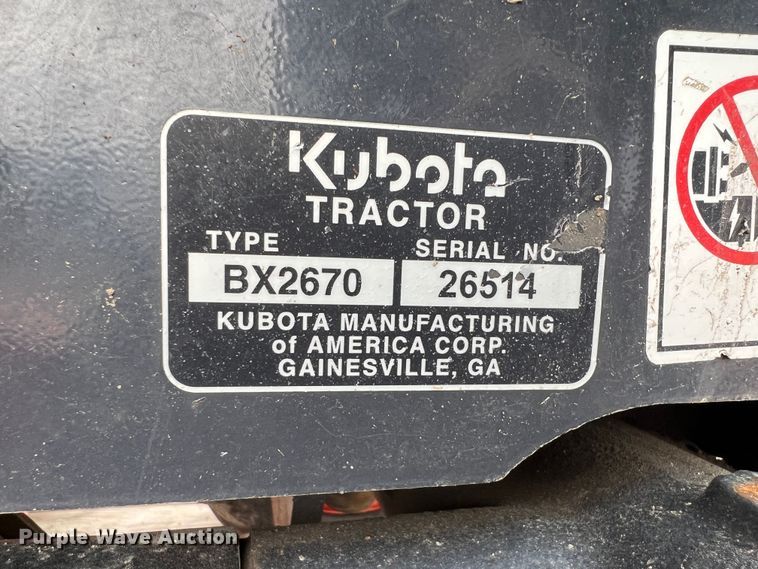 Kubota
TRACTOR
TYPE SERIAL NO.
BX2670 26514
KUBOTA MANUFACTURING
of AMERICA CORP.
GAINESVILLE, GA
Purple Wave Auction